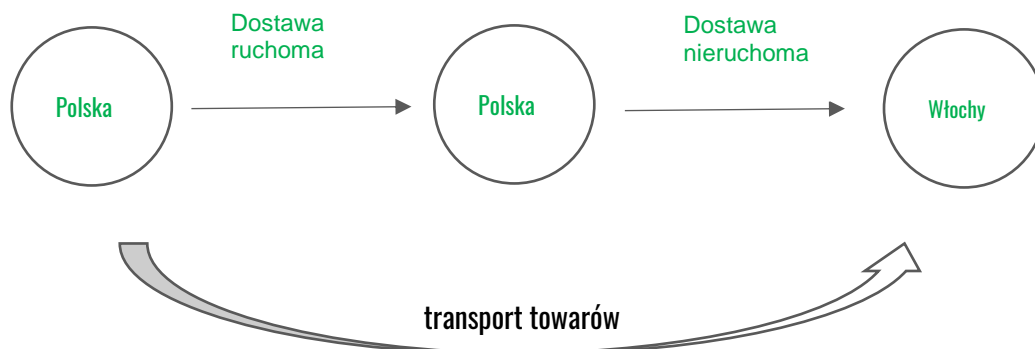 Dostawa
ruchoma
Dostawa
nieruchoma
Polska
Polska
Włochy
transport towarów